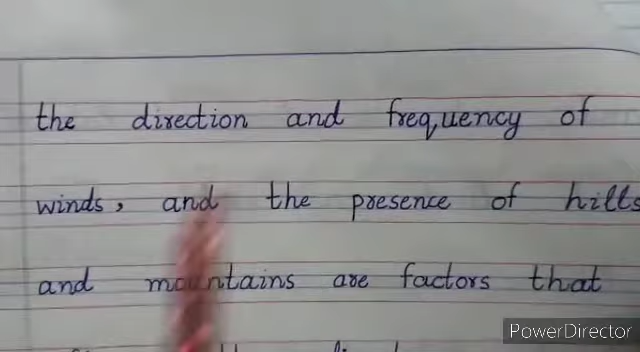 the direction and frequency of
winds, and the presence of hills
and mountains are factors that
PowerDirector